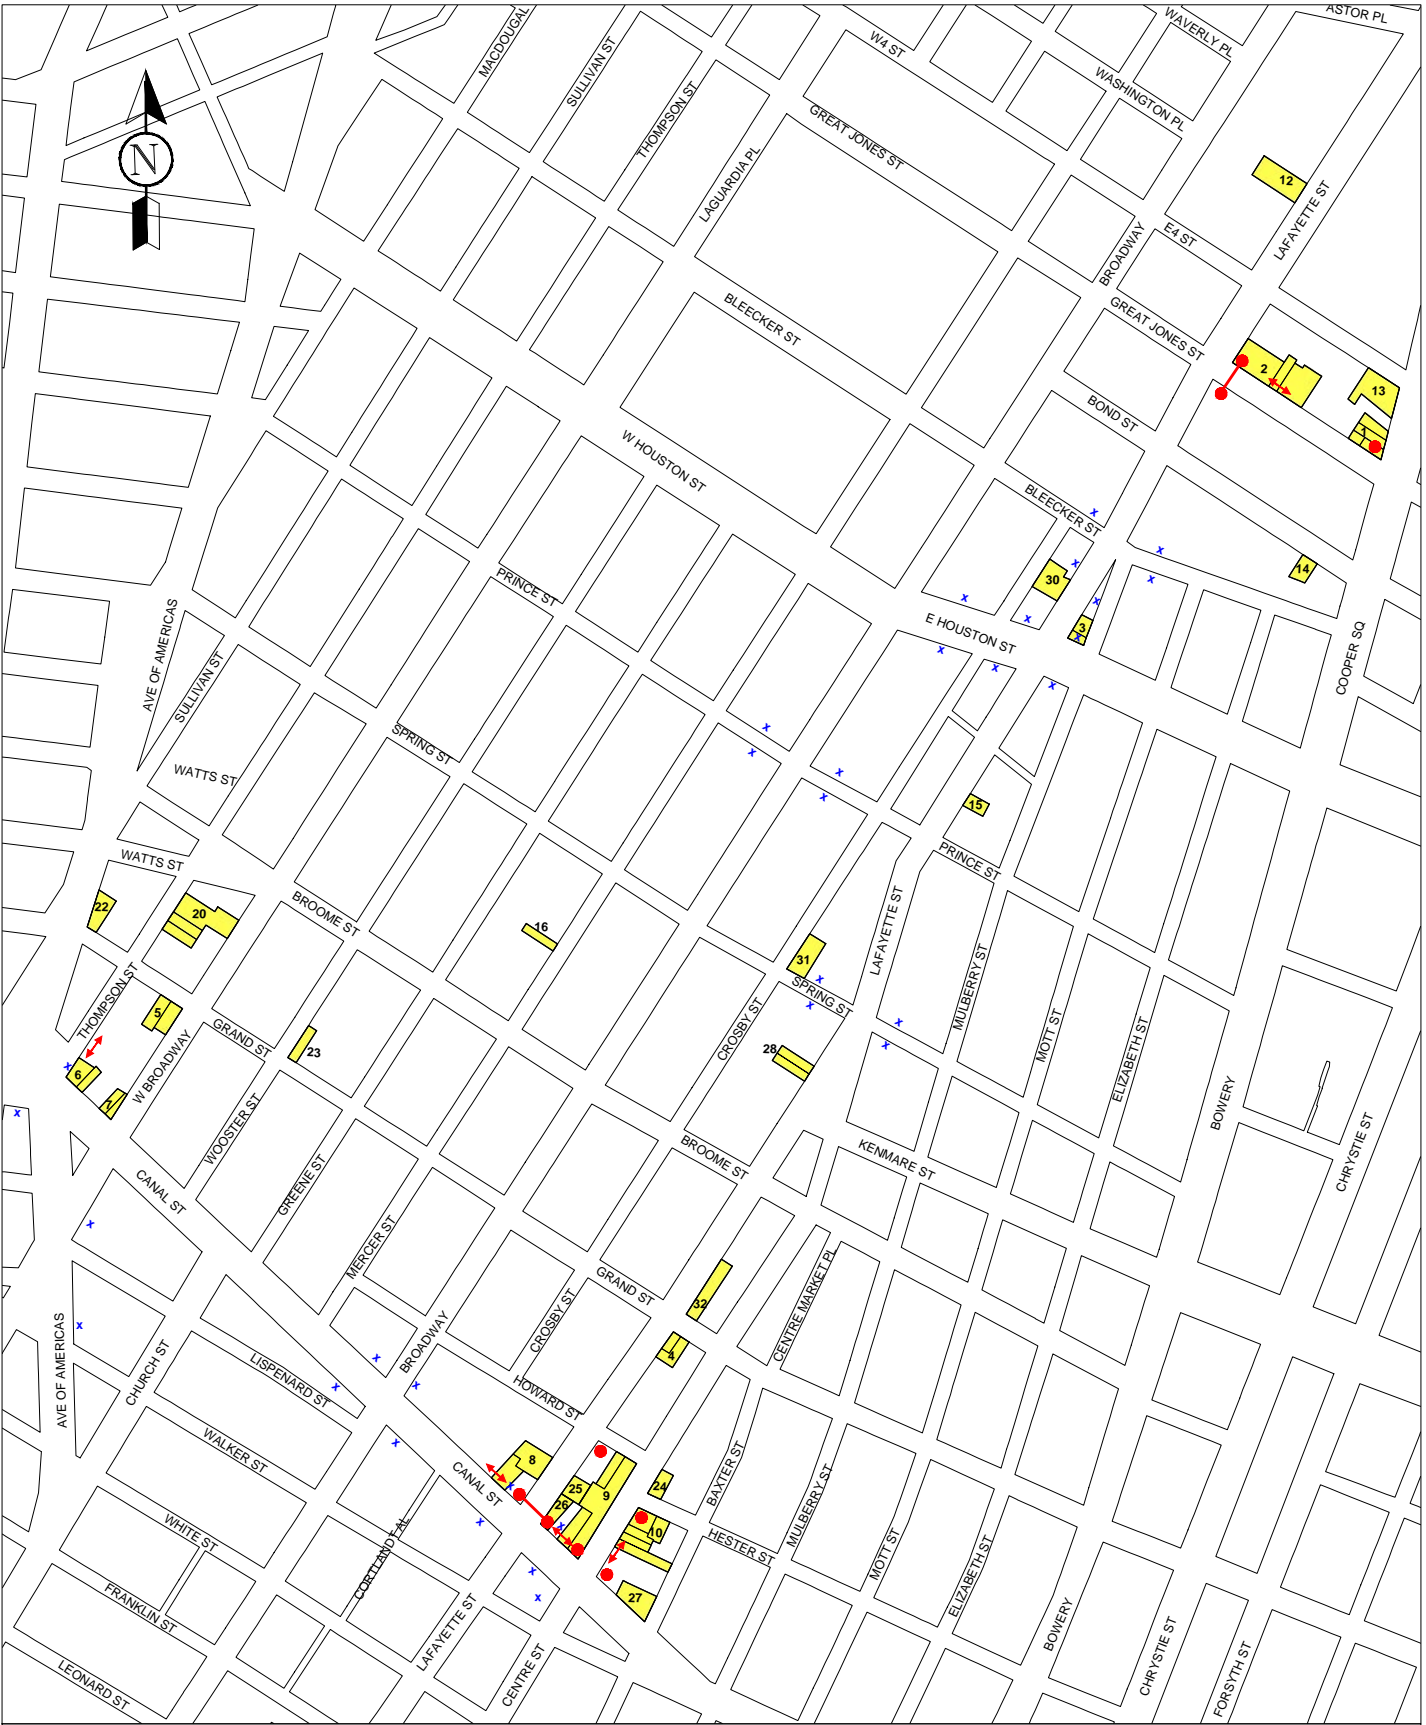 ASTOR PL
WAVERLY PL
MACDOUGAL
W4 ST
SULLIVAN ST
THOMPSON ST
WASHINGTON PL
GREAT JONES ST
N
LAGUARDIA PL
12
LAFAYETTE ST
E4 ST
BROADWAY
BLEECKER ST
GREAT JONES ST
2
13
BOND ST
1
W HOUSTON ST
BLEECKER ST
x
x
x
14
PRINCE ST
30
x
x
x
x
3
x
E HOUSTON ST
AVE OF AMERICAS
SULLIVAN ST
COOPER SQ
x
x
x
SPRING ST
x
x
WATTS ST
x
x
15
WATTS ST
PRINCE ST
22
20
BROOME ST
16
LAFAYETTE ST
31
x
SPRING ST
x
MULBERRY ST
THOMPSON ST
5
GRAND ST
23
CROSBY ST
x
x
MOTT ST
28
ELIZABETH ST
x
6
W BROADWAY
7
x
WOOSTER ST
BOWERY
CHRYSTIE ST
BROOME ST
KENMARE ST
CANAL ST
GREENE ST
x
MERCER ST
GRAND ST
32
CENTRE MARKET PL
x
AVE OF AMERICAS
CROSBY ST
BROADWAY
4
CHURCH ST
LISPENARD ST
x
x
x
HOWARD ST
WALKER ST
x
CANAL ST
8
x
25
9
24
BAXTER ST
MULBERRY ST
26
x
10
WHITE ST
CORTLANDT AL
x
HESTER ST
MOTT ST
ELIZABETH ST
x
x
27
FRANKLIN ST
LAFAYETTE ST
BOWERY
CENTRE ST
CHRYSTIE ST
FORSYTH ST
LEONARD ST